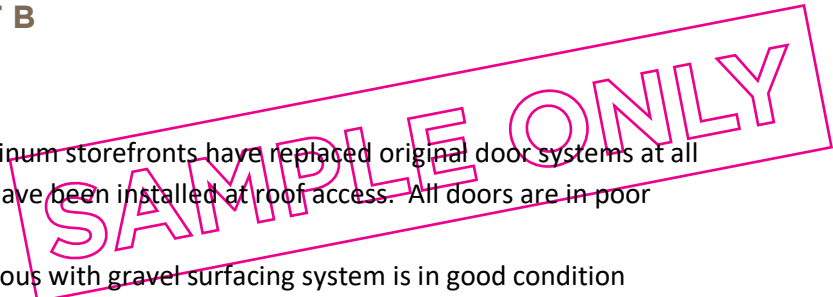 B
SAMPLE ONLY
inum storefronts have replaced original door systems at all
ave been installed at roof access. All doors are in poor
ous with gravel surfacing system is in good condition